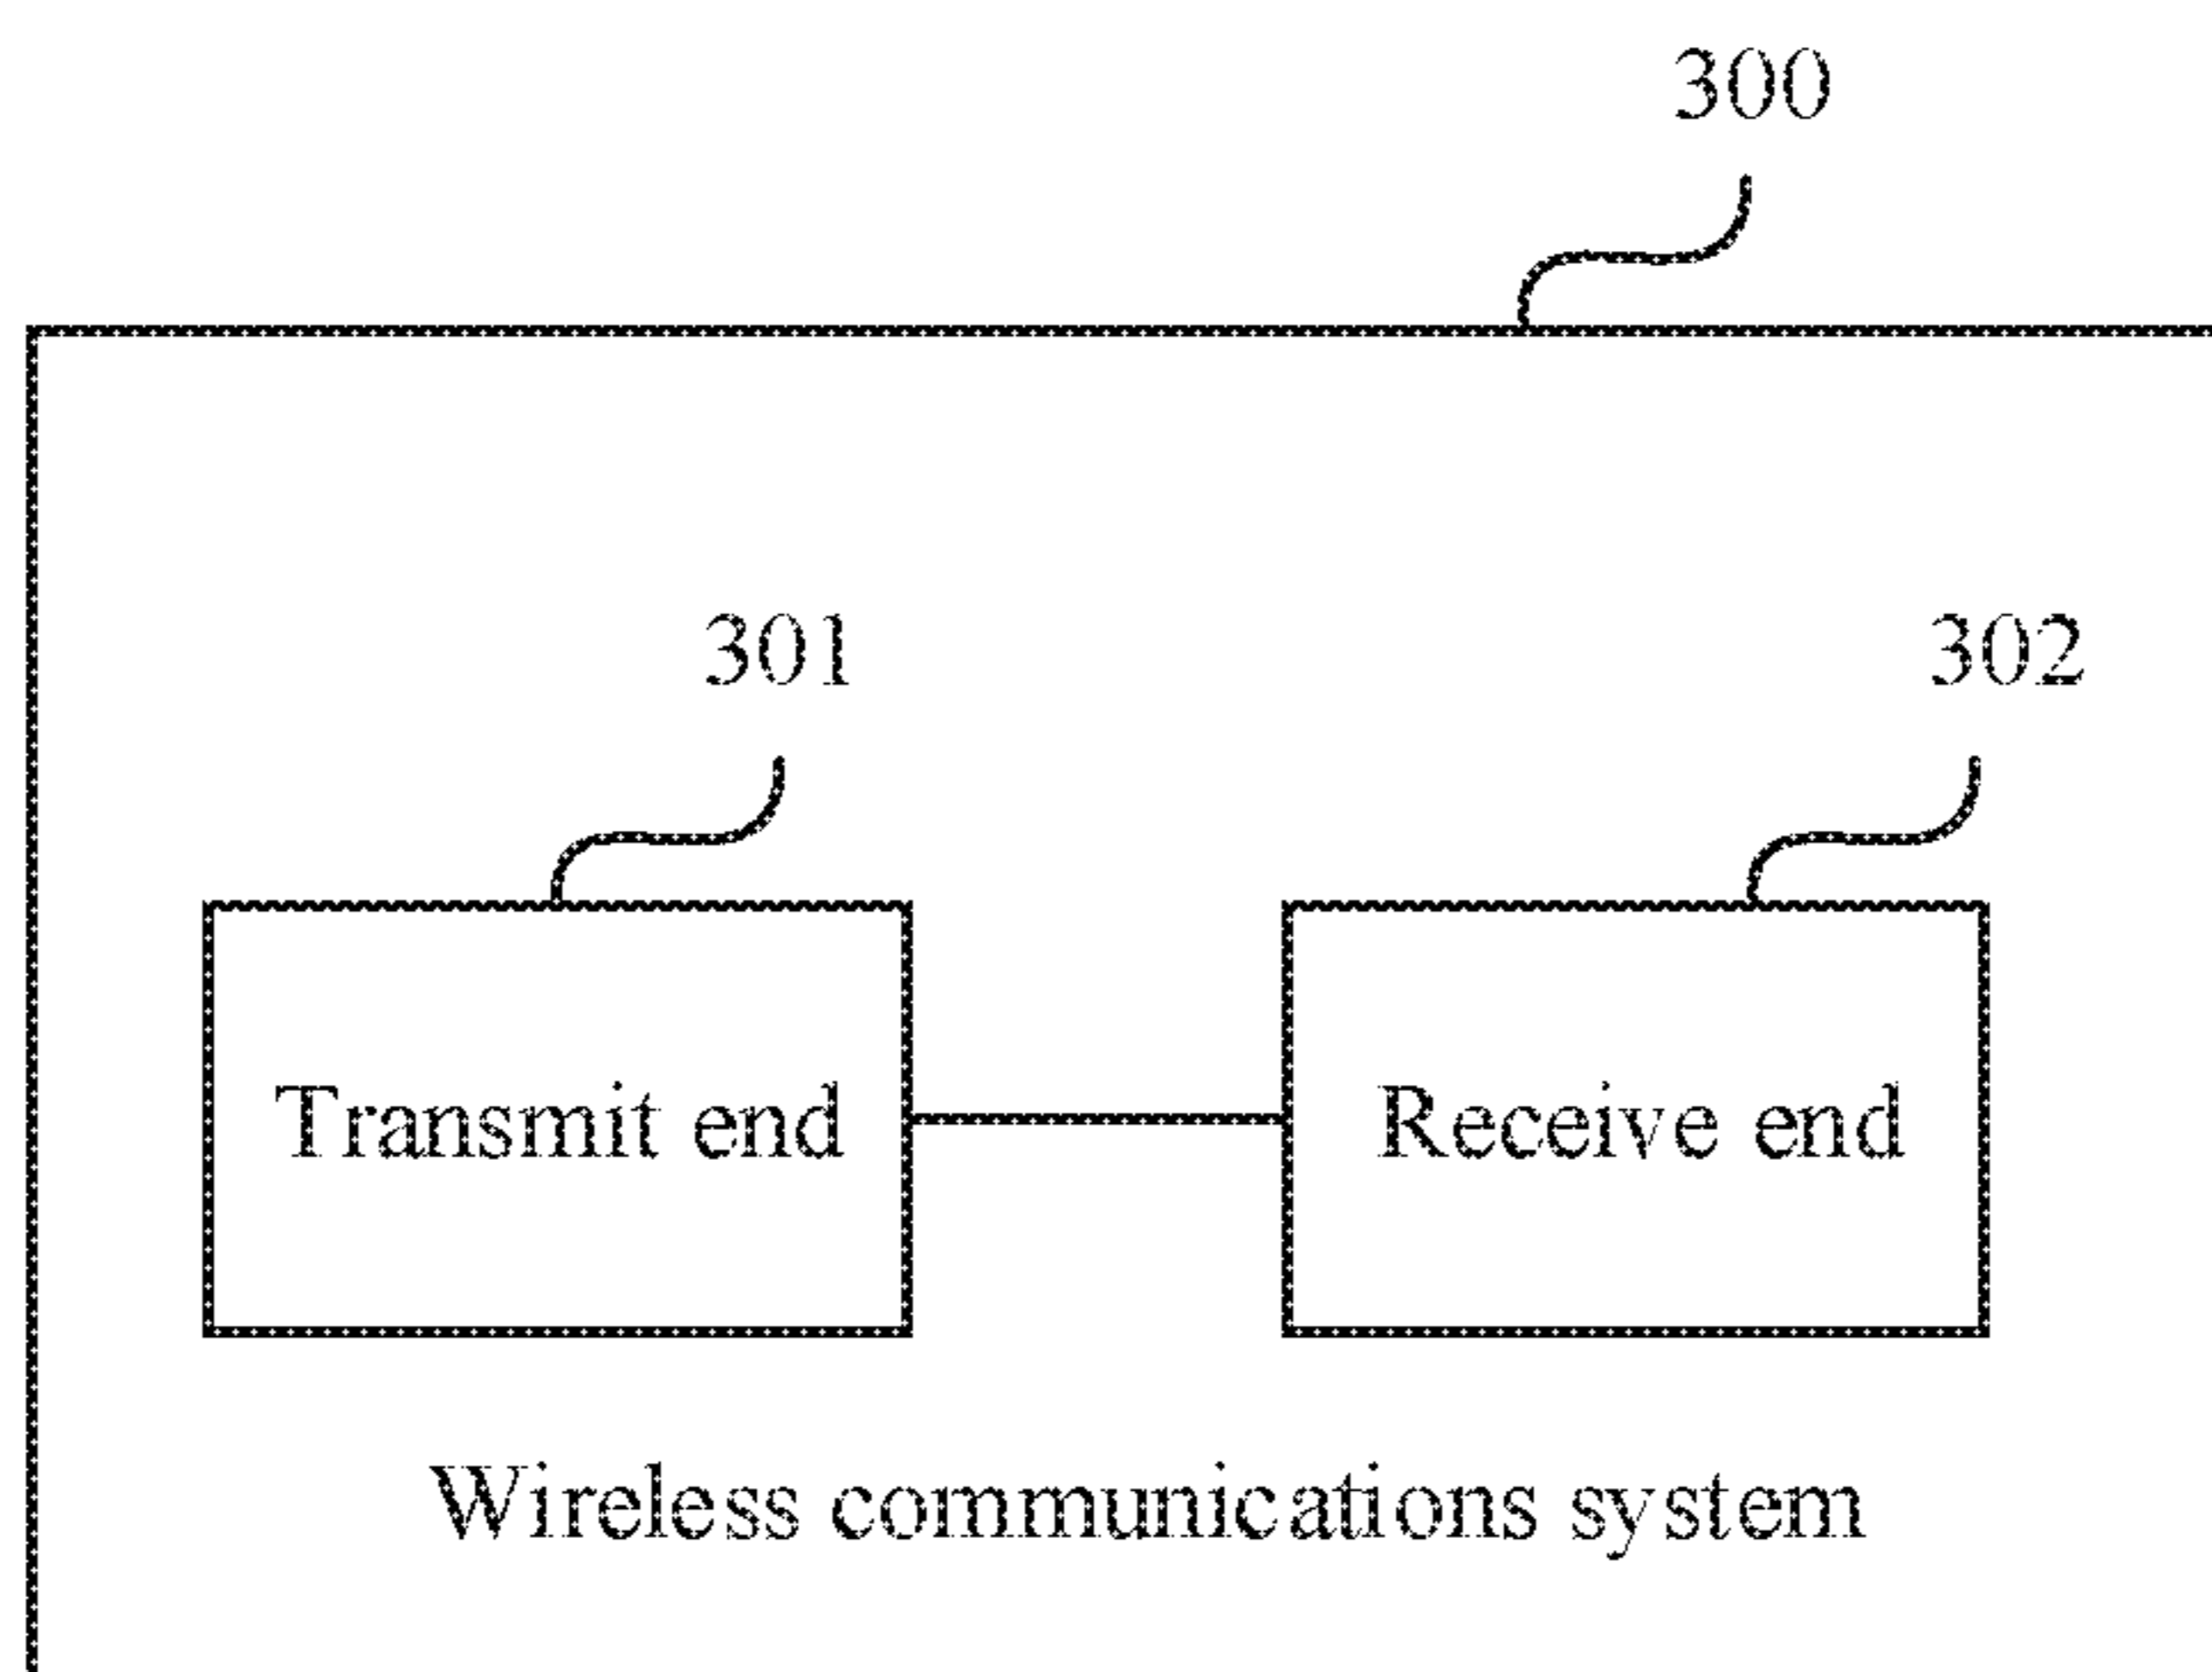 300
301
302
Transmit end
Receive end
Wireless communications system